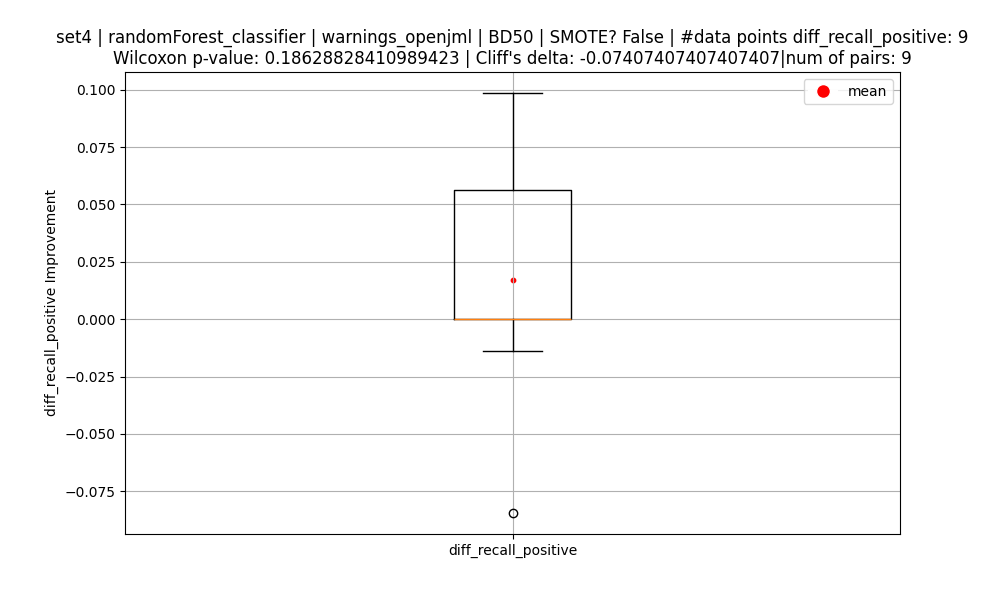 set4 | randomForest_classifier | warnings_openjml | BD50 | SMOTE? False | #data points diff_recall_positive: 9
Wilcoxon p-value: 0.18628828410989423 | Cliff's delta: -0.07407407407407407|num of pairs: 9
mean
0.100
0.075
0.050
0.025
0.000
−0.025
−0.050
−0.075
diff_recall_positive Improvement
diff_recall_positive